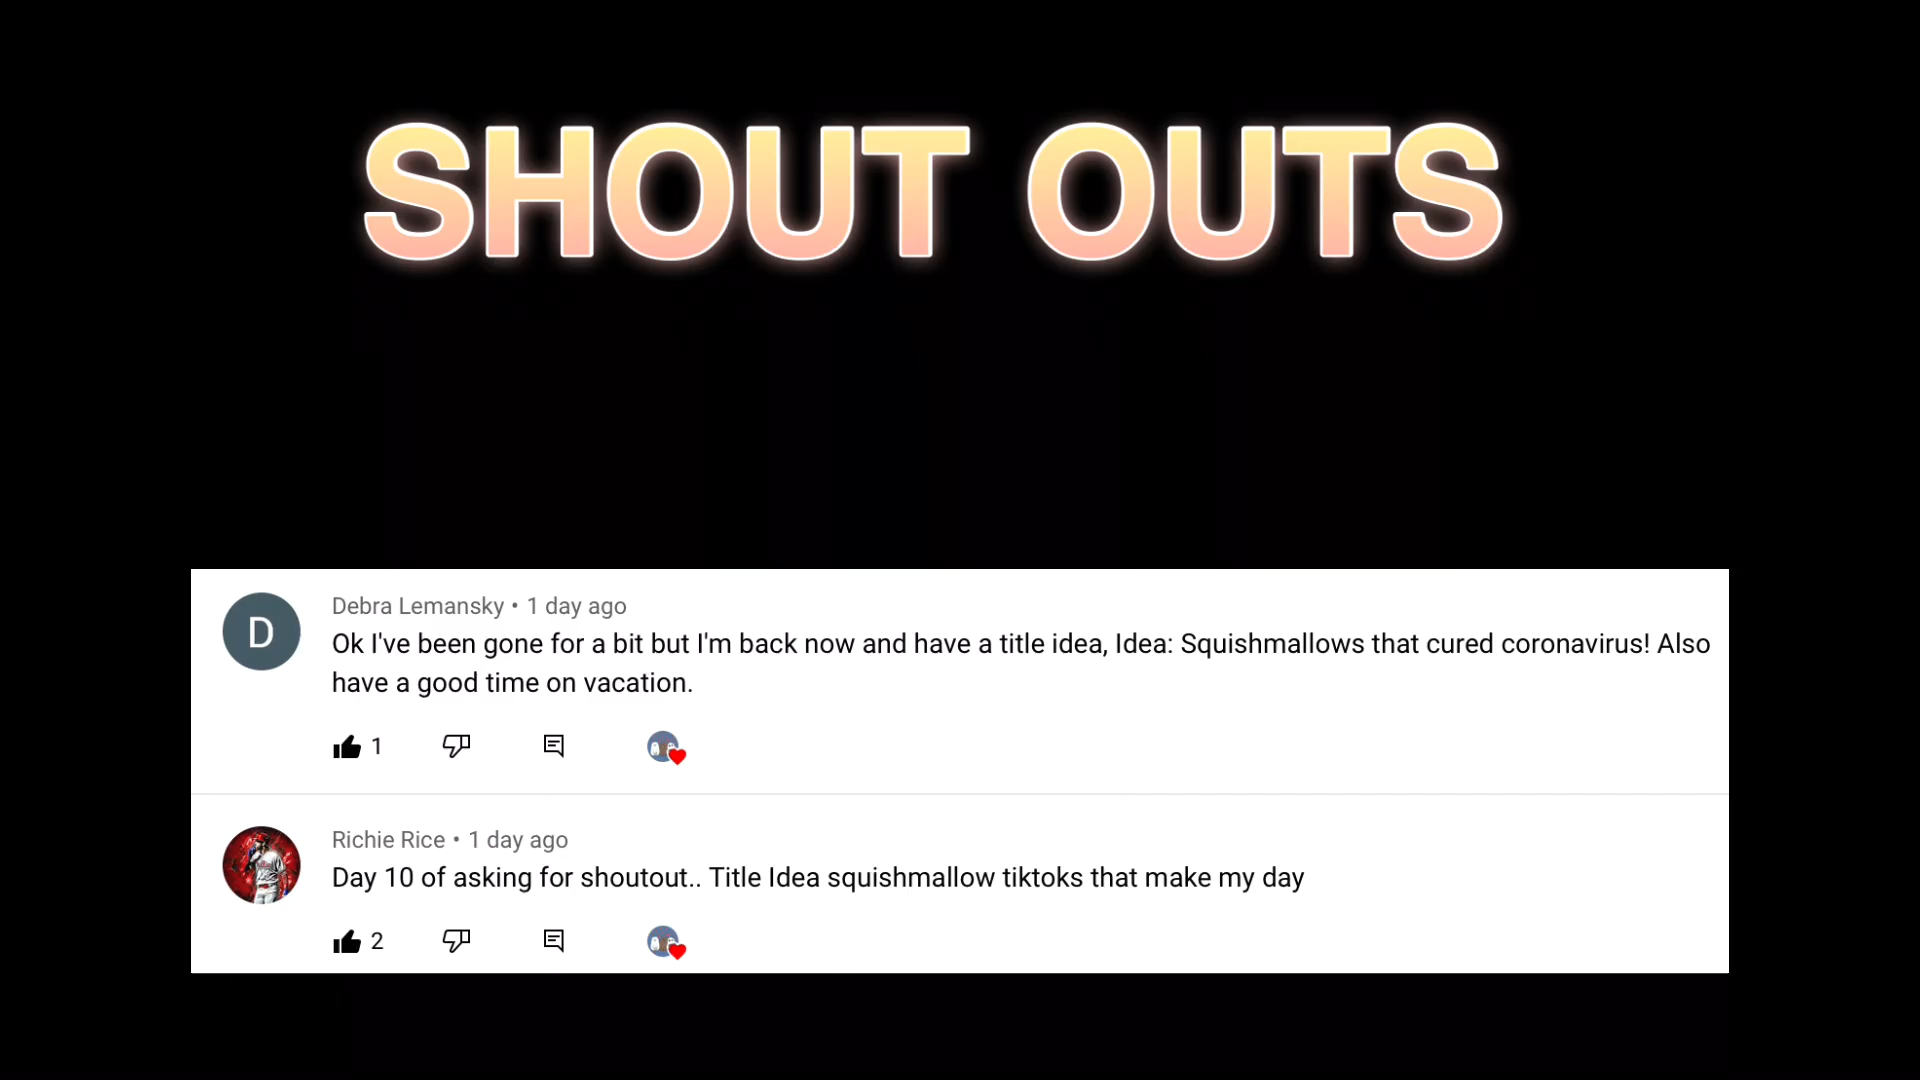 SHOUT OUTS
D
Debra Lemansky • 1 day ago
Ok I've been gone for a bit but I'm back now and have a title idea, Idea: Squishmallows that cured coronavirus! Also
have a good time on vacation.
1
Richie Rice • 1 day ago
Day 10 of asking for shoutout.. Title Idea squishmallow tiktoks that make my day
2